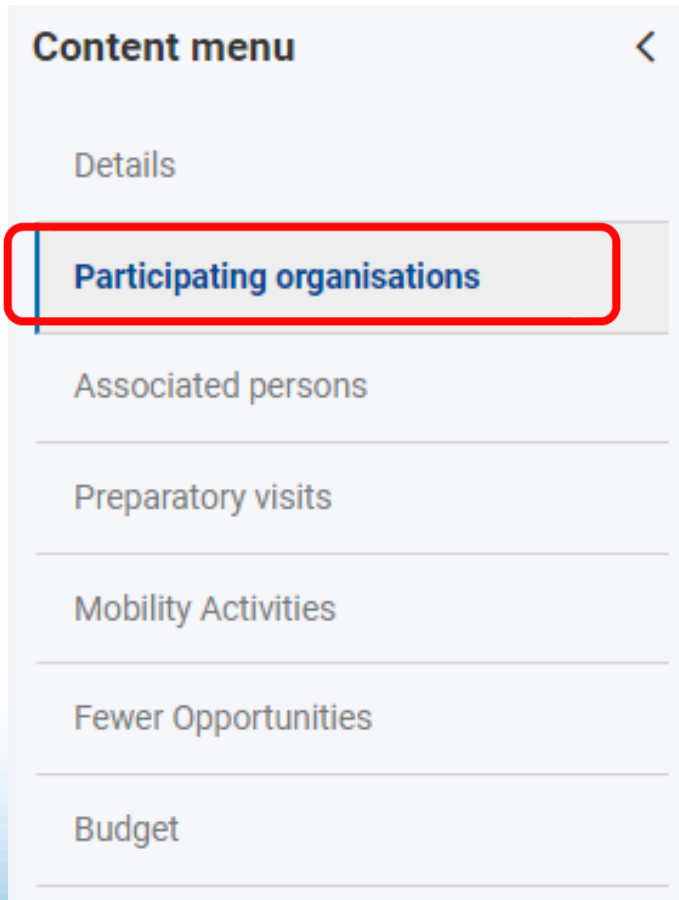 Content menu
Details
Participating organisations
Associated persons
Preparatory visits
Mobility Activities
Fewer Opportunities
Budget